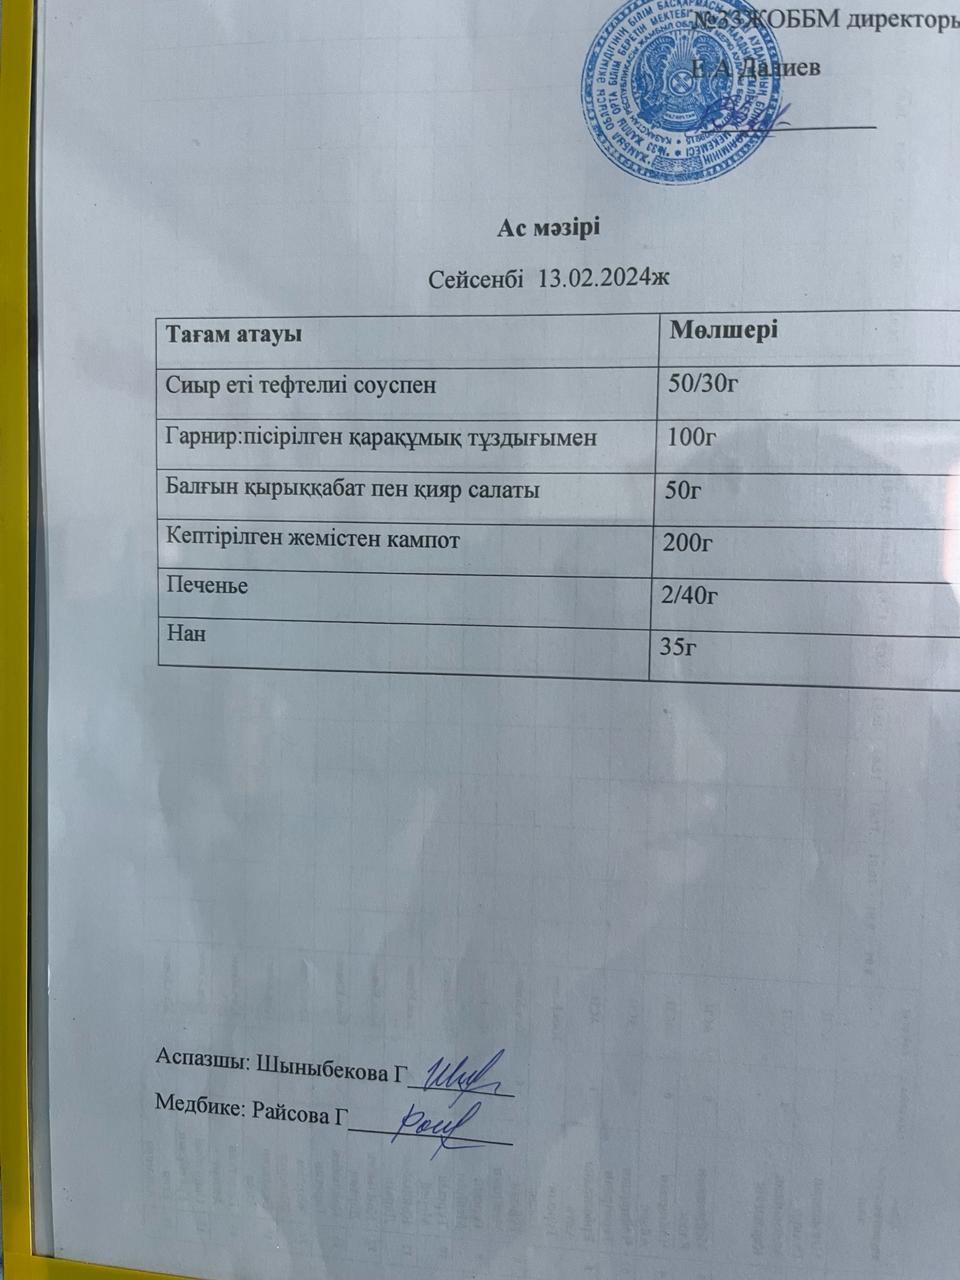 №33ЖОББМ директоры
Е.А Далиев
Ас мәзірі
Сейсенбі 13.02.2024ж
Тағам атауы Мөлшері
Сиыр еті тефтелиі соуспен 50/30г
Гарнир:пісірілген қарақұмық тұздығымен 100г
Балғын қырыққабат пен қияр салаты 50г
Кептірілген жемістен кампот 200г
Печенье 2/40г
Нан 35г
Аспазшы: Шыныбекова Г
Медбике: Райсова Г